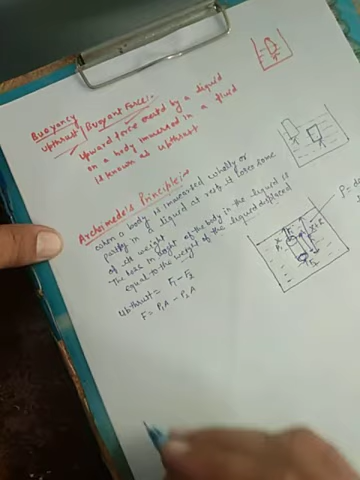 Buoyancy
Upthrust / Buoyant Force:-
Upward force exerted by a liquid
on a body immersed in a fluid
is known as upthrust
Archimedes Principle:-
when a body is immersed wholly or
partly in a liquid at rest it loses some
of its weight
The loss in weight of the body in the liquid is
equal to the weight of the liquid displaced
upthrust = F1 - F2
F = P1A - P2A